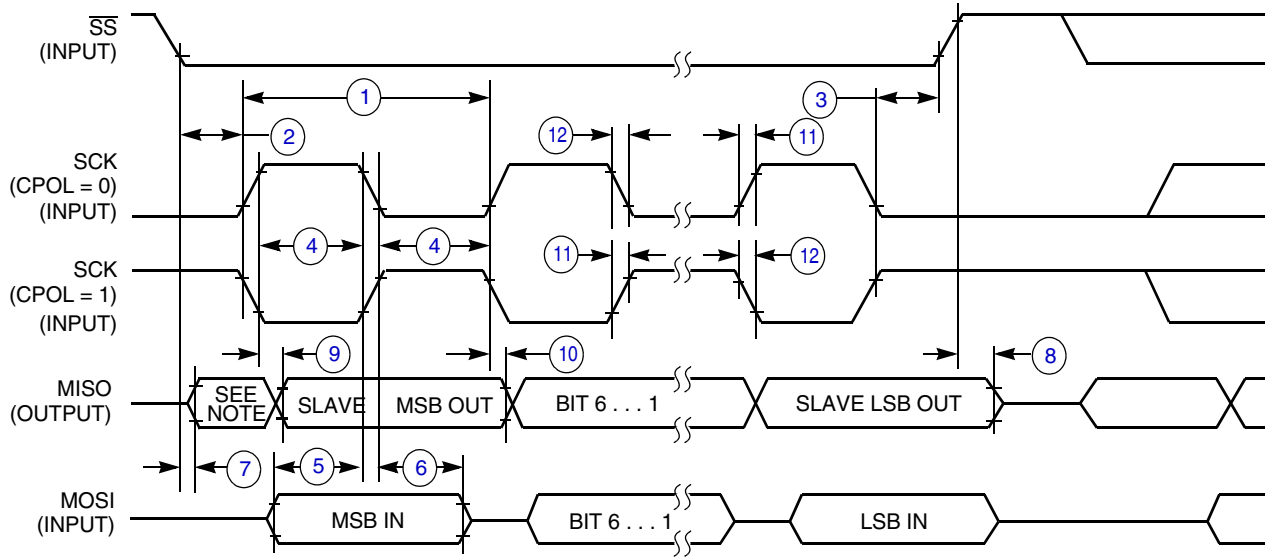 SS
(INPUT)
1
3
2
12
11
SCK
(CPOL = 0)
(INPUT)
4
4
11
12
SCK
(CPOL = 1)
(INPUT)
9
10
8
MISO
(OUTPUT)
SEE
NOTE
SLAVE
MSB OUT
BIT 6 . . . 1
SLAVE LSB OUT
7
5
6
MOSI
(INPUT)
MSB IN
BIT 6 . . . 1
LSB IN